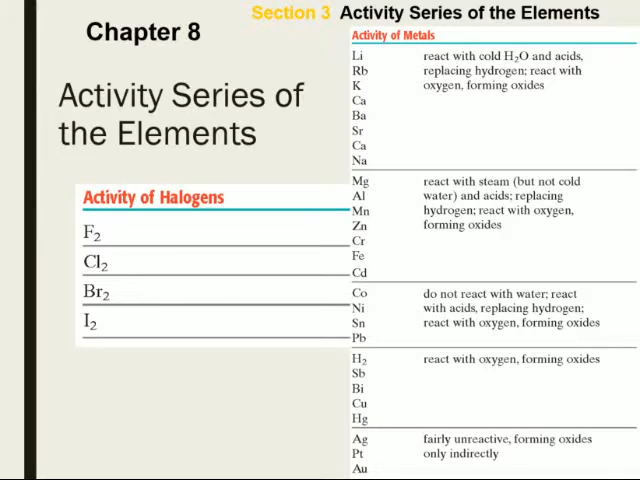 Section 3 Activity Series of the Elements
Chapter 8
Activity Series of
the Elements
Activity of Halogens
F2
Cl2
Br2
I2
Activity of Metals
Li react with cold H2O and acids,
Rb replacing hydrogen; react with
K oxygen, forming oxides
Ca
Ba
Sr
Ca
Na
Mg react with steam (but not cold
Al water) and acids; replacing
Mn hydrogen; react with oxygen,
Zn forming oxides
Cr
Fe
Cd
Co do not react with water; react
Ni with acids, replacing hydrogen;
Sn react with oxygen, forming oxides
Pb
H2 react with oxygen, forming oxides
Sb
Bi
Cu
Hg
Ag fairly unreactive, forming oxides
Pt only indirectly
Au